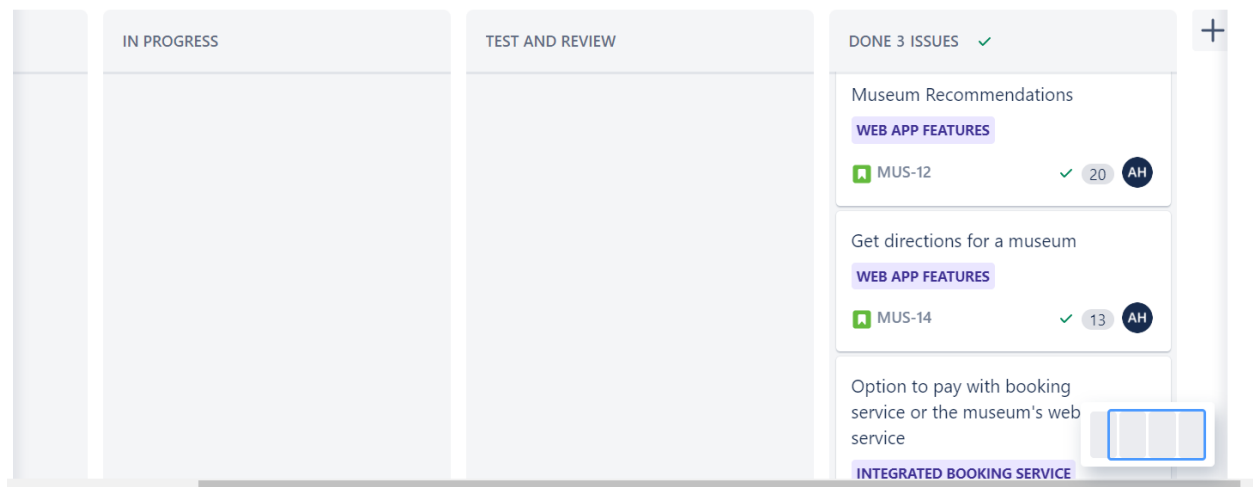 IN PROGRESS
TEST AND REVIEW
DONE 3 ISSUES
Museum Recommendations
WEB APP FEATURES
MUS-12
20
AH
Get directions for a museum
WEB APP FEATURES
MUS-14
13
AH
Option to pay with booking
service or the museum's web
service
INTEGRATED BOOKING SERVICE